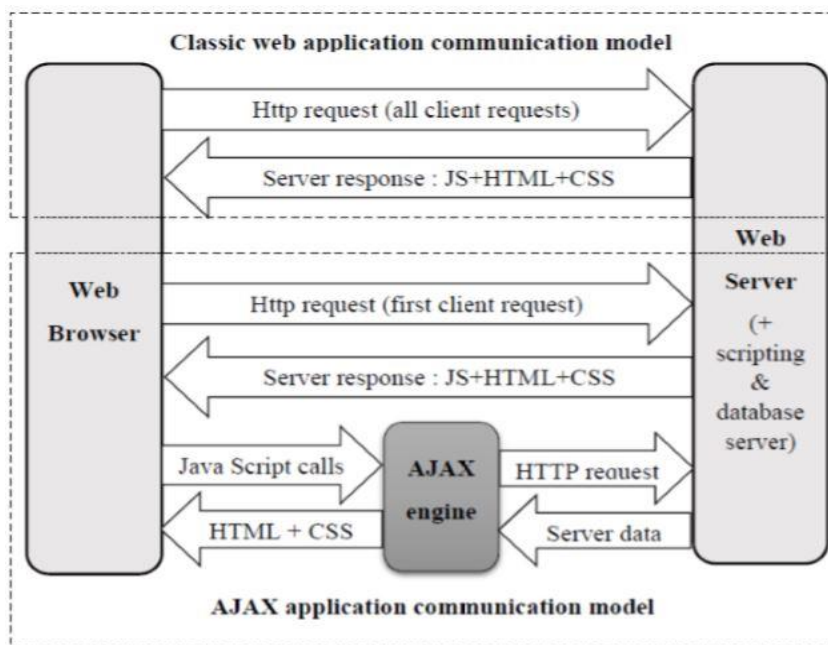 Classic web application communication model
Http request (all client requests)
Server response : JS+HTML+CSS
Web
Browser
Web
Server
(+
scripting
&
database
server)
Http request (first client request)
Server response : JS+HTML+CSS
Java Script calls
AJAX
engine
HTTP request
HTML + CSS
Server data
AJAX application communication model